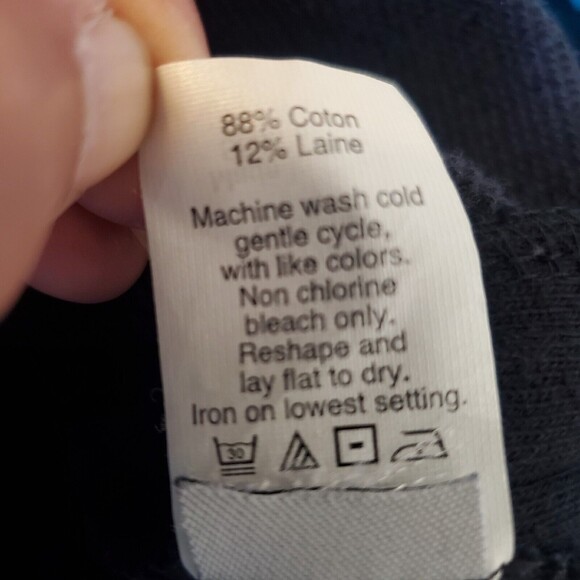 88% Coton
12% Laine
Machine wash cold
gentle cycle,
with like colors.
Non chlorine
bleach only.
Reshape and
lay flat to dry.
Iron on lowest setting.
30